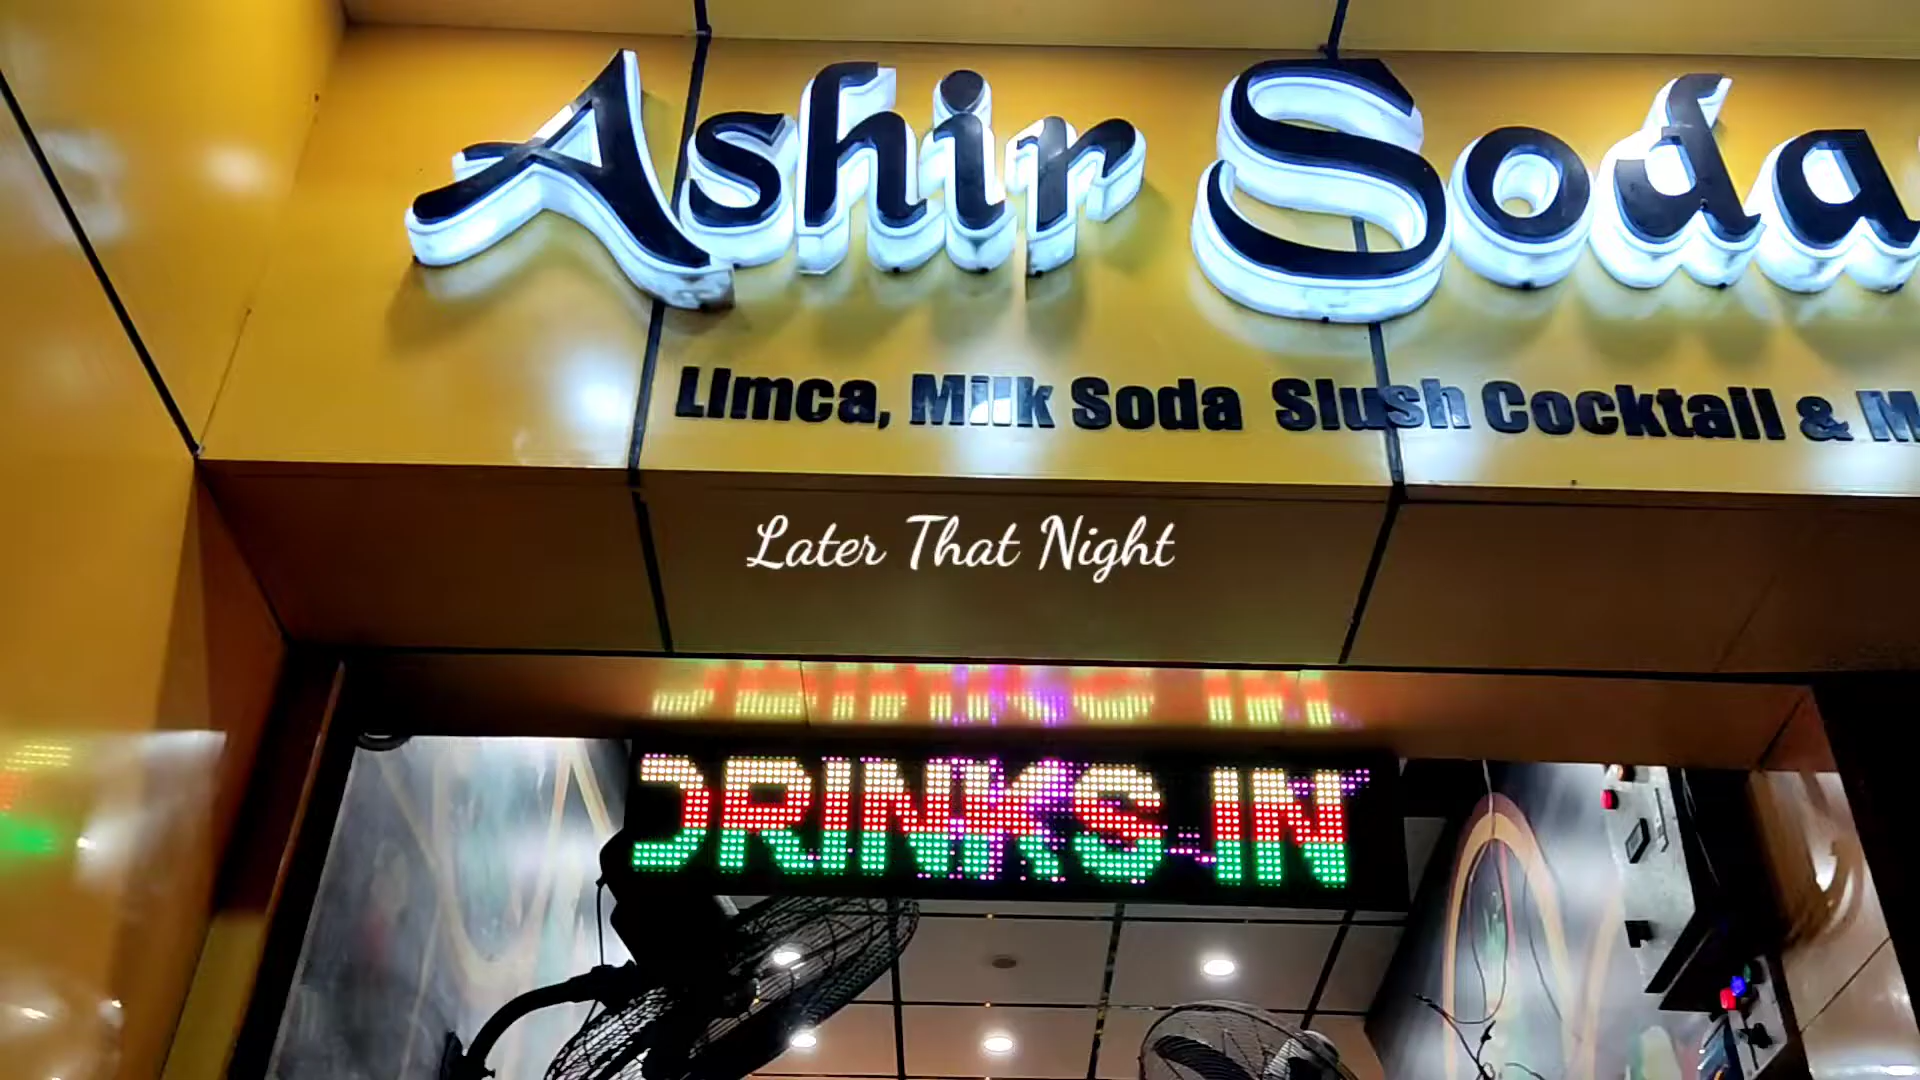 Ashir Soda
LImca, Milk Soda Slush CocktaIl &
Later That Night
DRINKS IN